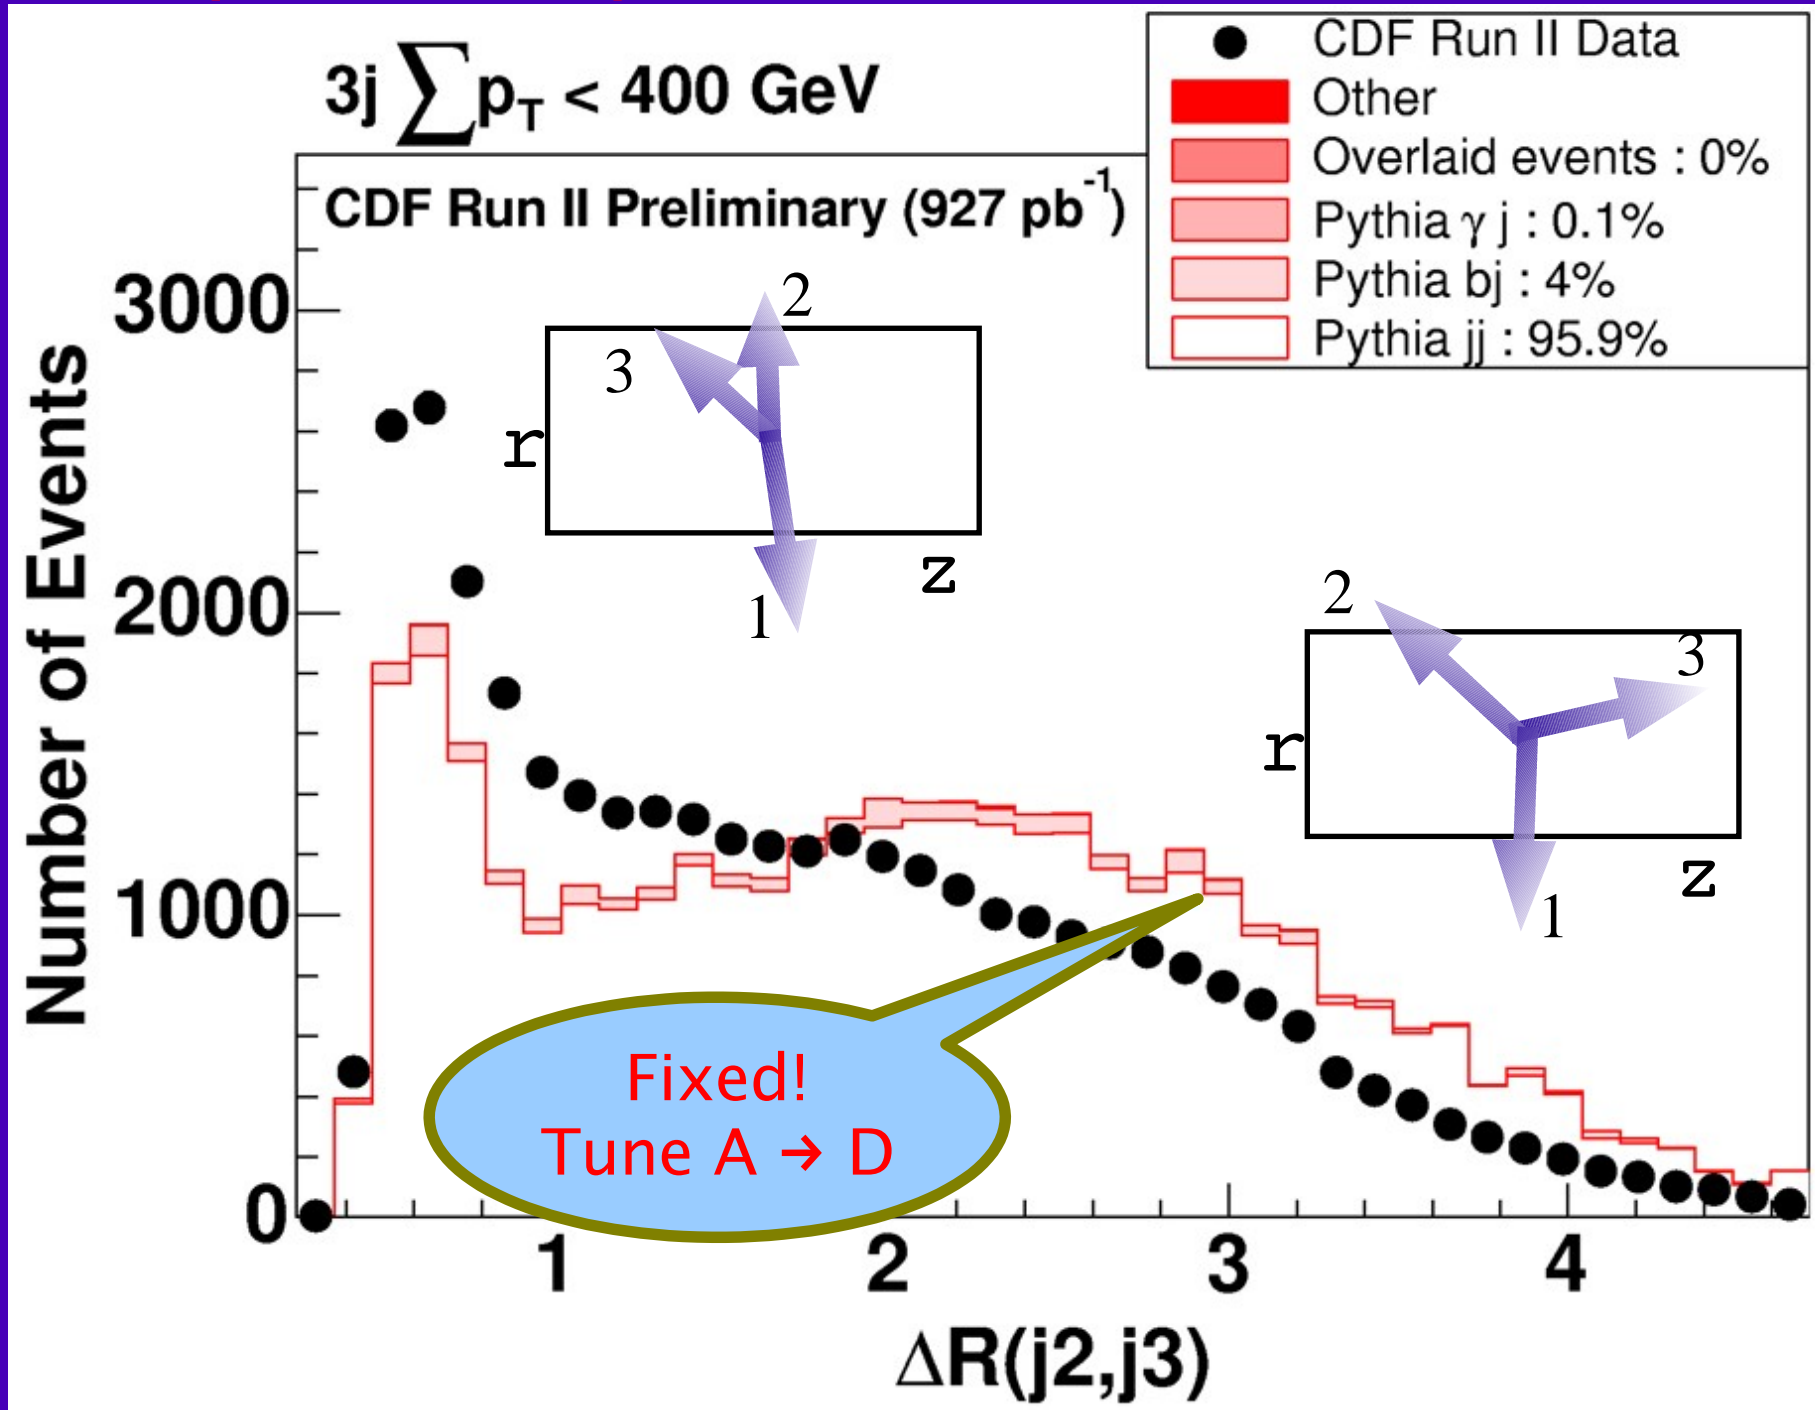 3j ∑p_T < 400 GeV
CDF Run II Data
Other
Overlaid events : 0%
Pythia γ j : 0.1%
Pythia bj : 4%
Pythia jj : 95.9%
CDF Run II Preliminary (927 pb⁻¹)
Number of Events
3000
2000
1000
0
2
3
r
z
1
2
3
r
z
1
Fixed!
Tune A → D
1
2
3
4
ΔR(j2,j3)